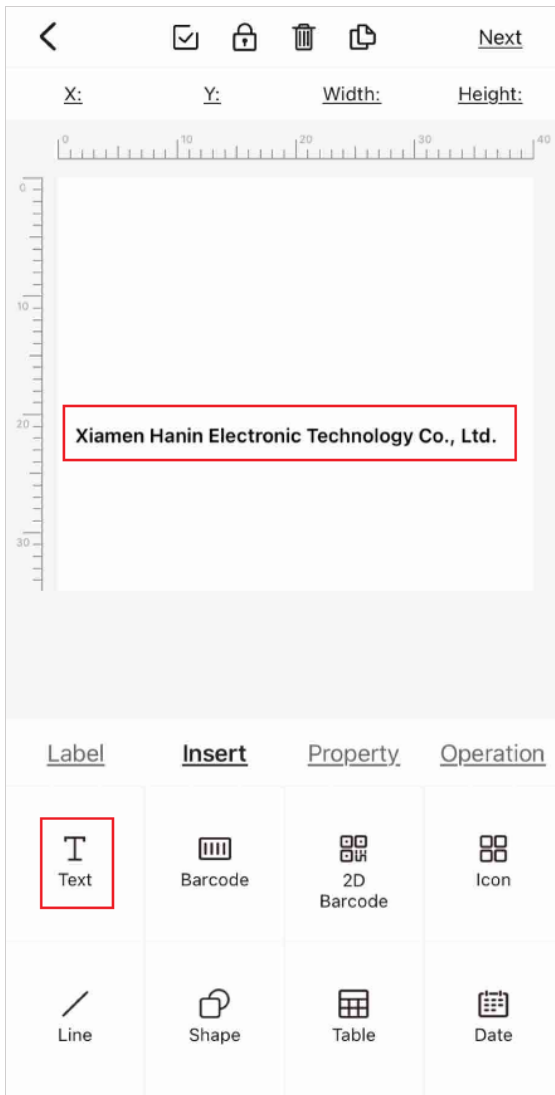 Next
X: Y: Width: Height:
0 10 20 30 40
0
10
20
30
Xiamen Hanin Electronic Technology Co., Ltd.
Label Insert Property Operation
Text Barcode 2D Barcode Icon
Line Shape Table Date